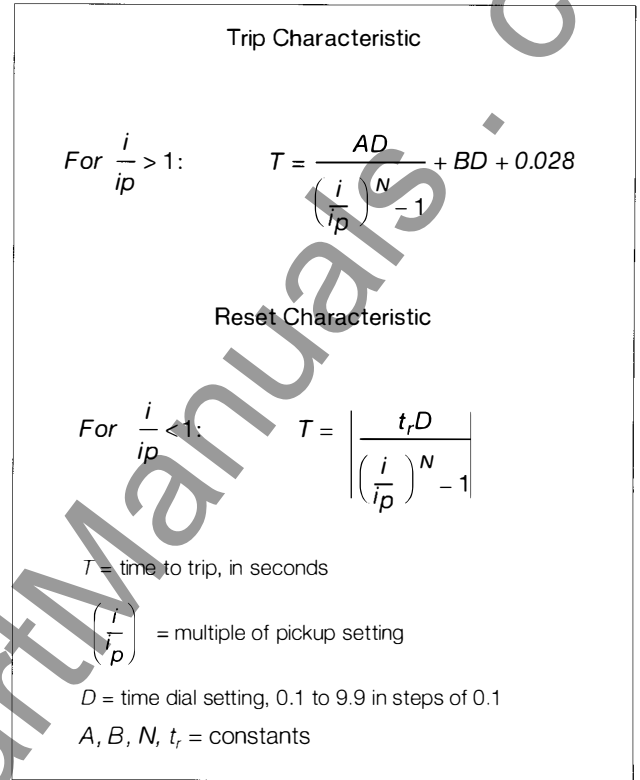 Trip Characteristic
For i/ip > 1: T = AD/((i/ip)^N - 1) + BD + 0.028
Reset Characteristic
For i/ip < 1: T = |t_rD/((i/ip)^N - 1)|
T = time to trip, in seconds
(i/ip) = multiple of pickup setting
D = time dial setting, 0.1 to 9.9 in steps of 0.1
A, B, N, t_r = constants
artManuals . c